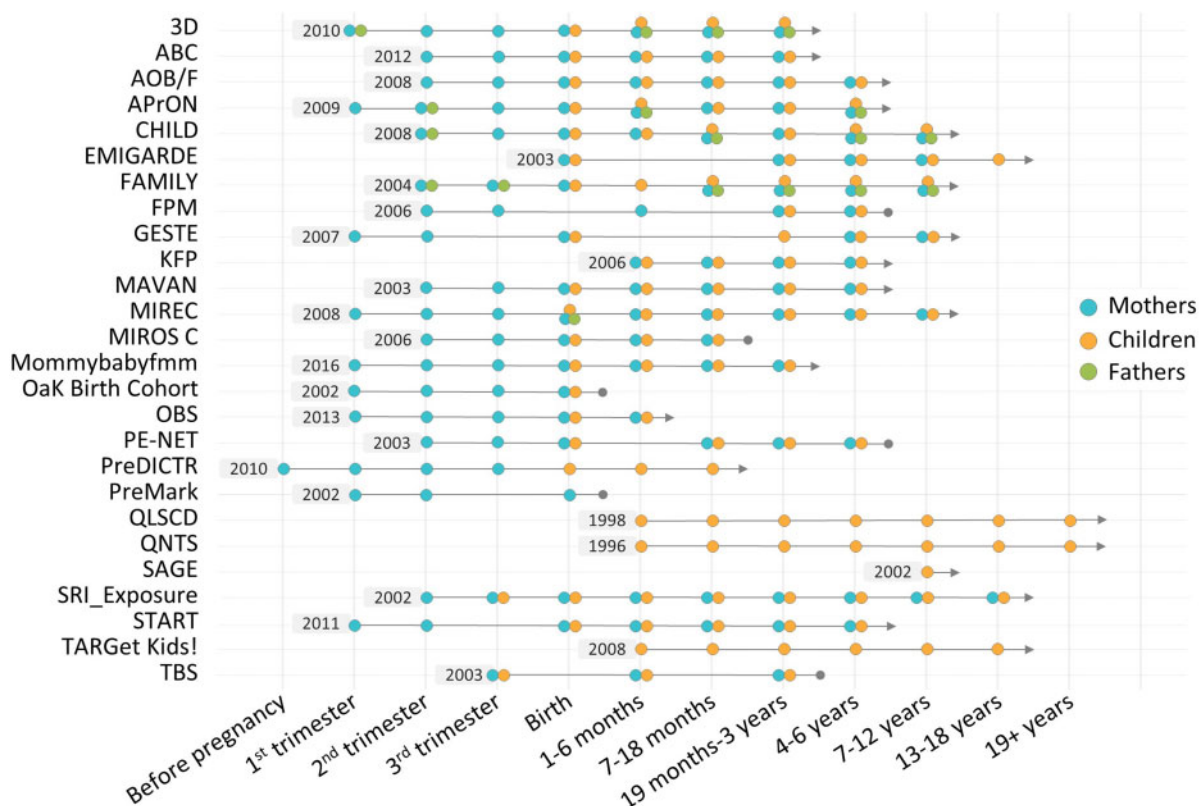 3D 2010
ABC 2012
AOB/F 2008
APrON 2009
CHILD 2008
EMIGARDE 2003
FAMILY 2004
FPM 2006
GESTE 2007
KFP 2006
MAVAN 2003
MIREC 2008
MIROS C 2006
Mommybabyfmm 2016
OaK Birth Cohort 2002
OBS 2013
PE-NET 2003
PreDICTR 2010
PreMark 2002
QLSCD 1998
QNTS 1996
SAGE 2002
SRI_Exposure 2002
START 2011
TARGet Kids! 2008
TBS 2003
Mothers
Children
Fathers
Before pregnancy
1st trimester
2nd trimester
3rd trimester
Birth
1-6 months
7-18 months
19 months-3 years
4-6 years
7-12 years
13-18 years
19+ years